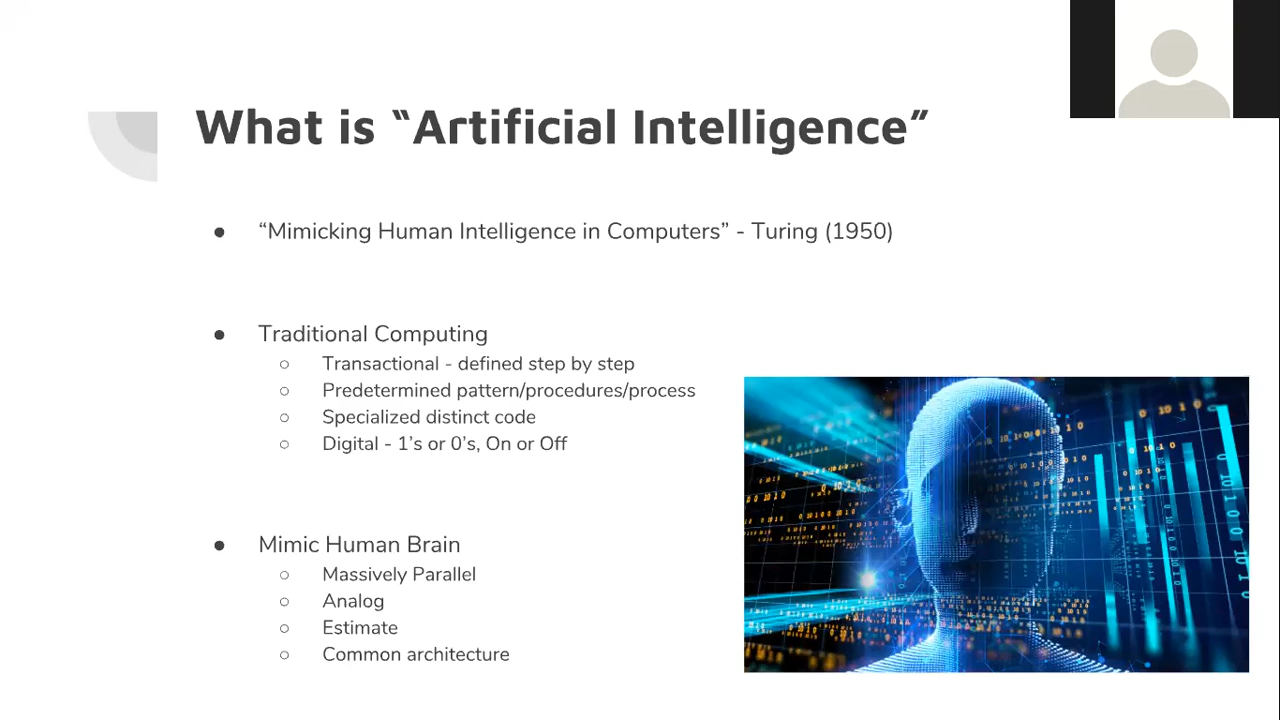 What is “Artificial Intelligence”
● “Mimicking Human Intelligence in Computers” - Turing (1950)
● Traditional Computing
○ Transactional - defined step by step
○ Predetermined pattern/procedures/process
○ Specialized distinct code
○ Digital - 1’s or 0’s, On or Off
● Mimic Human Brain
○ Massively Parallel
○ Analog
○ Estimate
○ Common architecture